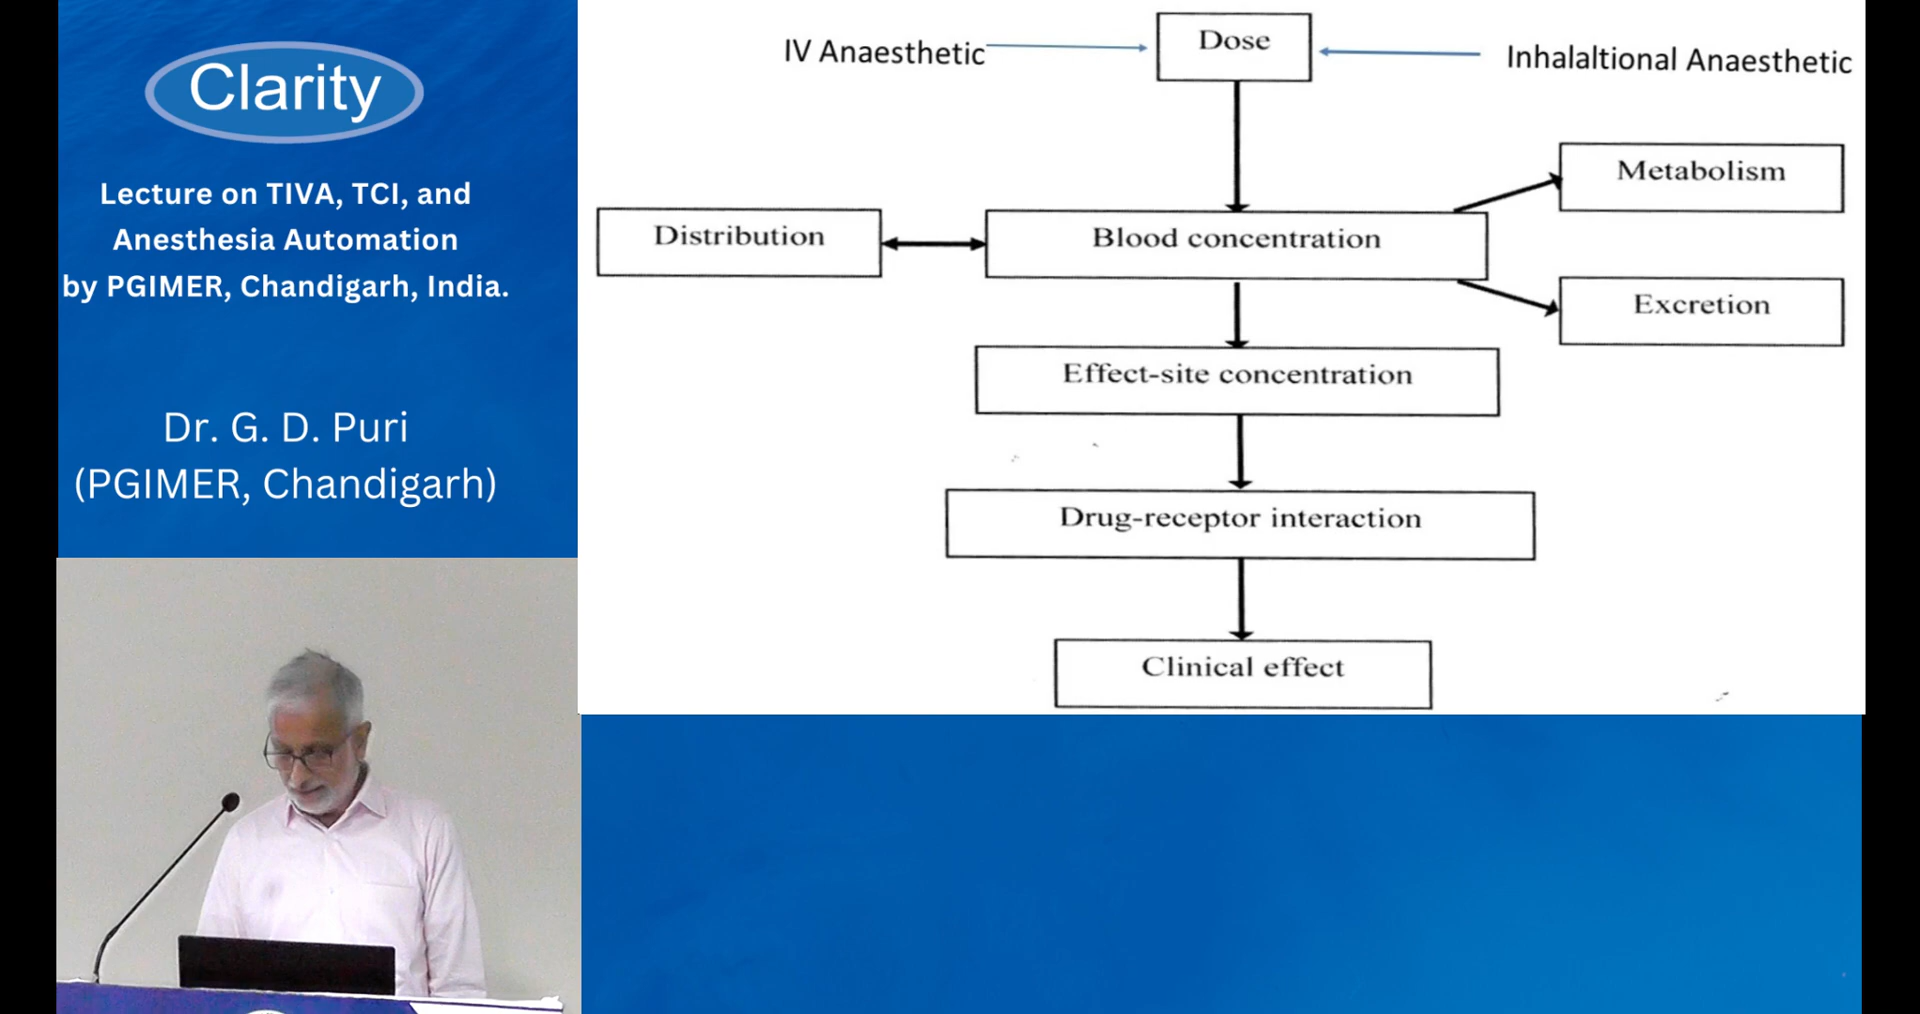 Clarity
Lecture on TIVA, TCI, and
Anesthesia Automation
by PGIMER, Chandigarh, India.
Dr. G. D. Puri
(PGIMER, Chandigarh)
IV Anaesthetic
Dose
Inhalaltional Anaesthetic
Metabolism
Distribution
Blood concentration
Excretion
Effect-site concentration
Drug-receptor interaction
Clinical effect